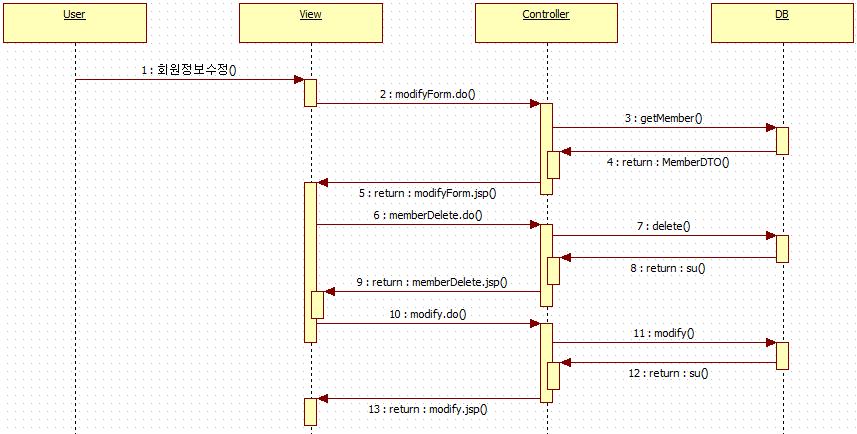 User
View
Controller
DB
1 : 회원정보수정()
2 : modifyForm.do()
3 : getMember()
4 : return : MemberDTO()
5 : return : modifyForm.jsp()
6 : memberDelete.do()
7 : delete()
8 : return : su()
9 : return : memberDelete.jsp()
10 : modify.do()
11 : modify()
12 : return : su()
13 : return : modify.jsp()